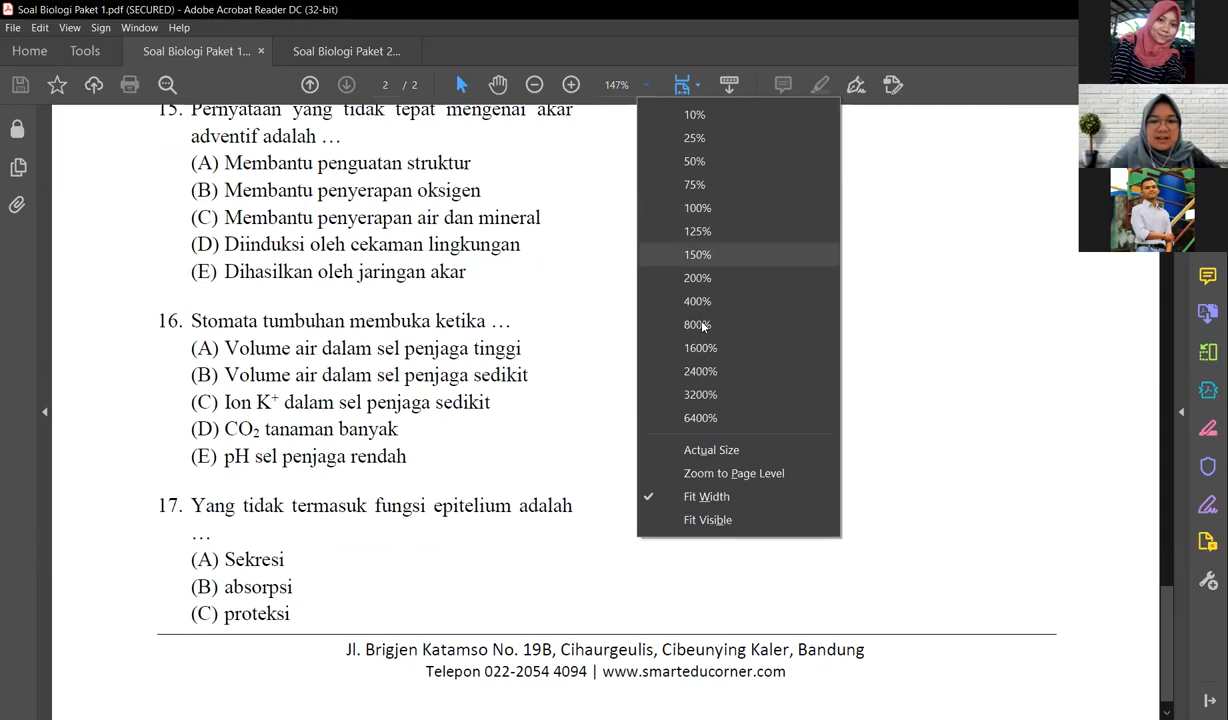 Soal Biologi Paket 1.pdf (SECURED) - Adobe Acrobat Reader DC (32-bit)
File Edit View Sign Window Help
Home Tools Soal Biologi Paket 1... × Soal Biologi Paket 2...
2 / 2 147%
15. Pernyataan yang tidak tepat mengenai akar
adventif adalah …
(A) Membantu penguatan struktur
(B) Membantu penyerapan oksigen
(C) Membantu penyerapan air dan mineral
(D) Diinduksi oleh cekaman lingkungan
(E) Dihasilkan oleh jaringan akar
16. Stomata tumbuhan membuka ketika …
(A) Volume air dalam sel penjaga tinggi
(B) Volume air dalam sel penjaga sedikit
(C) Ion K⁺ dalam sel penjaga sedikit
(D) CO₂ tanaman banyak
(E) pH sel penjaga rendah
17. Yang tidak termasuk fungsi epitelium adalah
…
(A) Sekresi
(B) absorpsi
(C) proteksi
Jl. Brigjen Katamso No. 19B, Cihaurgeulis, Cibeunying Kaler, Bandung
Telepon 022-2054 4094 | www.smarteducorner.com
10%
25%
50%
75%
100%
125%
150%
200%
400%
800%
1600%
2400%
3200%
6400%
Actual Size
Zoom to Page Level
Fit Width
Fit Visible